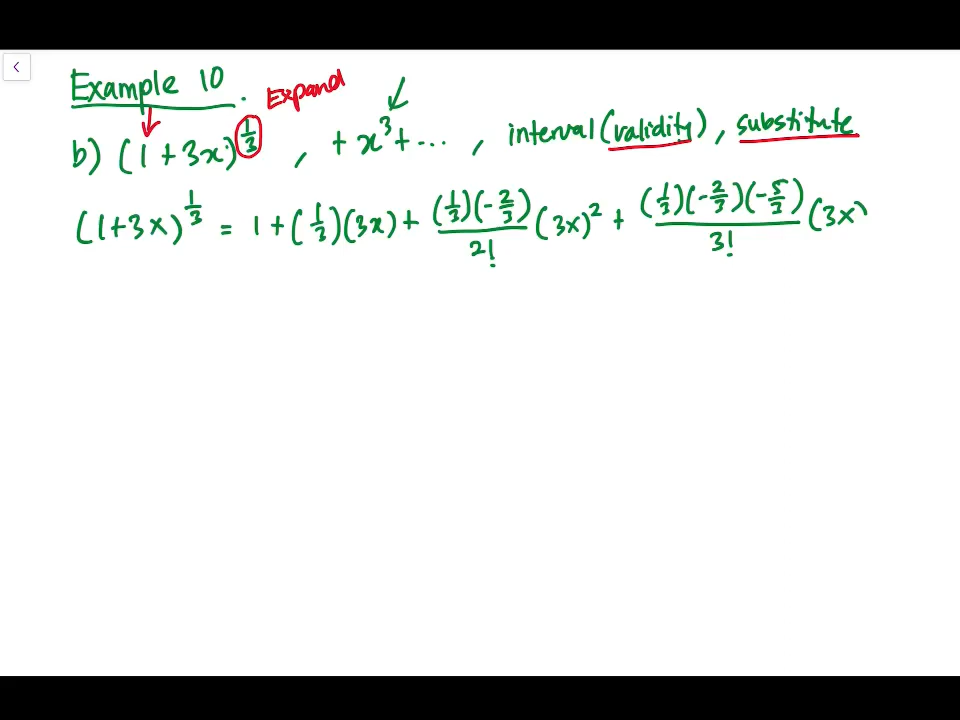 Example 10.
Expand
b) (1+3x)^{1/3}, +x^3+..., interval (validity), substitute
(1+3x)^{1/3} = 1+(1/3)(3x)+((1/3)(-2/3))/2! (3x)^2 + ((1/3)(-2/3)(-5/3))/3! (3x)